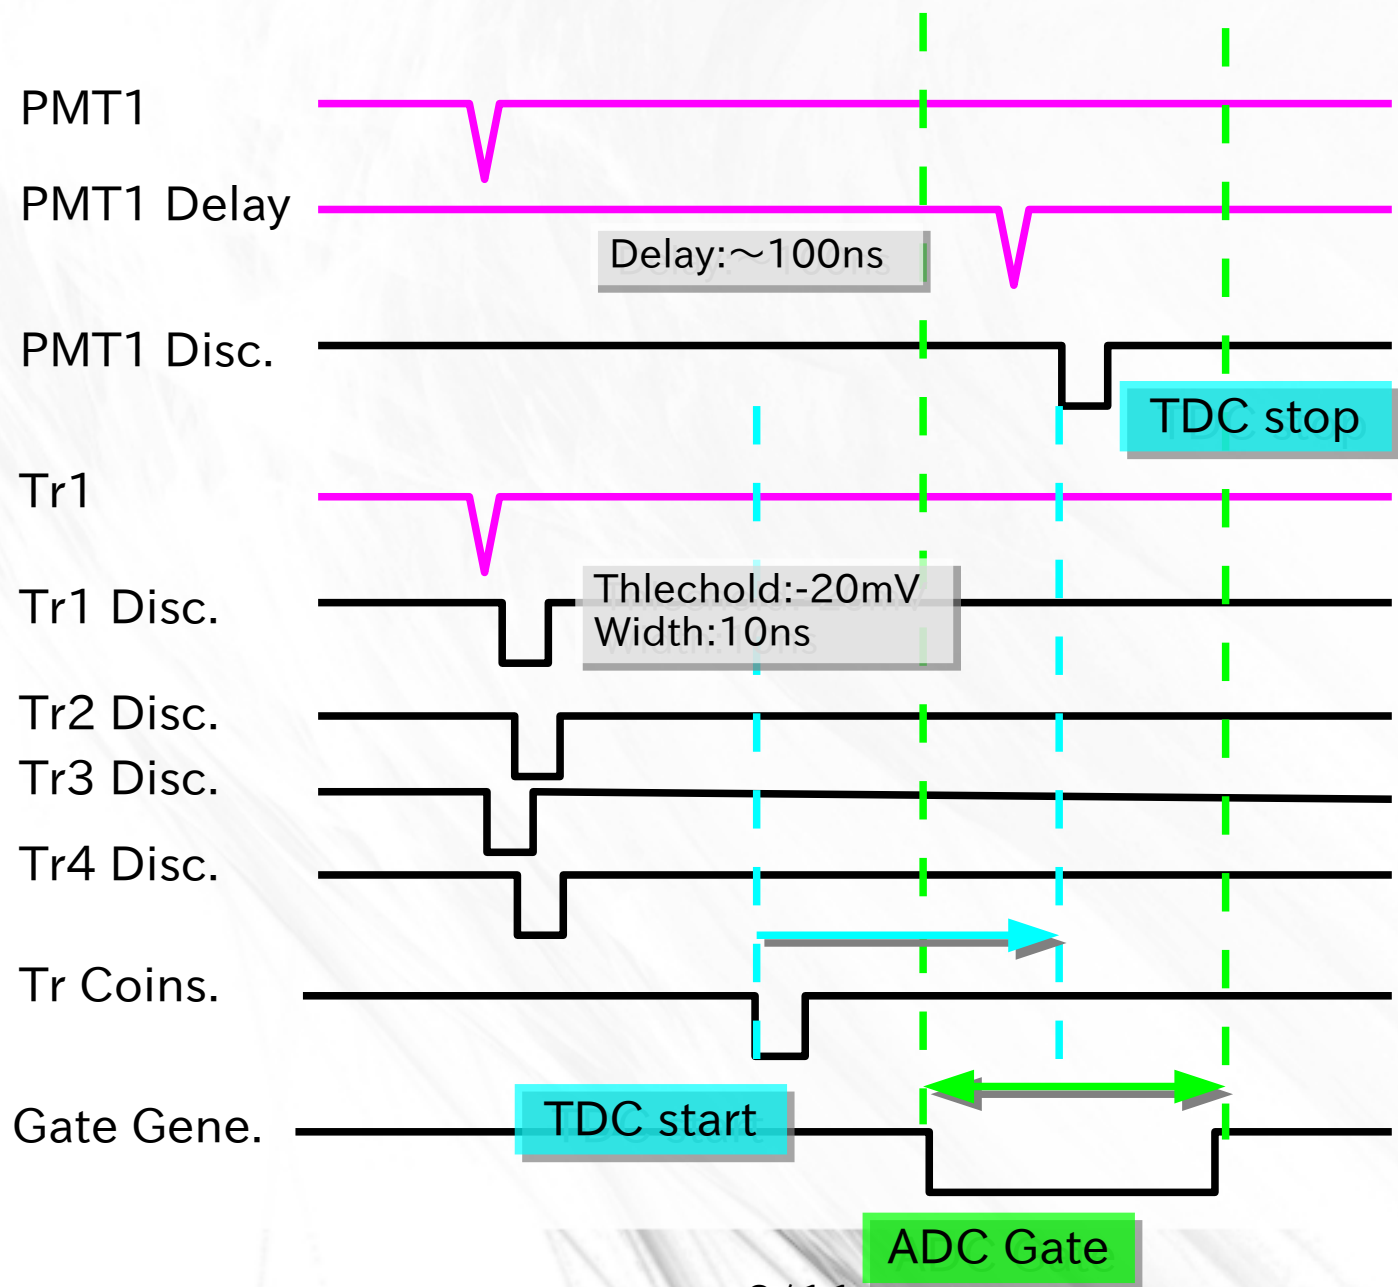 PMT1
PMT1 Delay
Delay:～100ns
PMT1 Disc.
TDC stop
Tr1
Thlechold:-20mV
Width:10ns
Tr1 Disc.
Tr2 Disc.
Tr3 Disc.
Tr4 Disc.
Tr Coins.
TDC start
Gate Gene.
ADC Gate